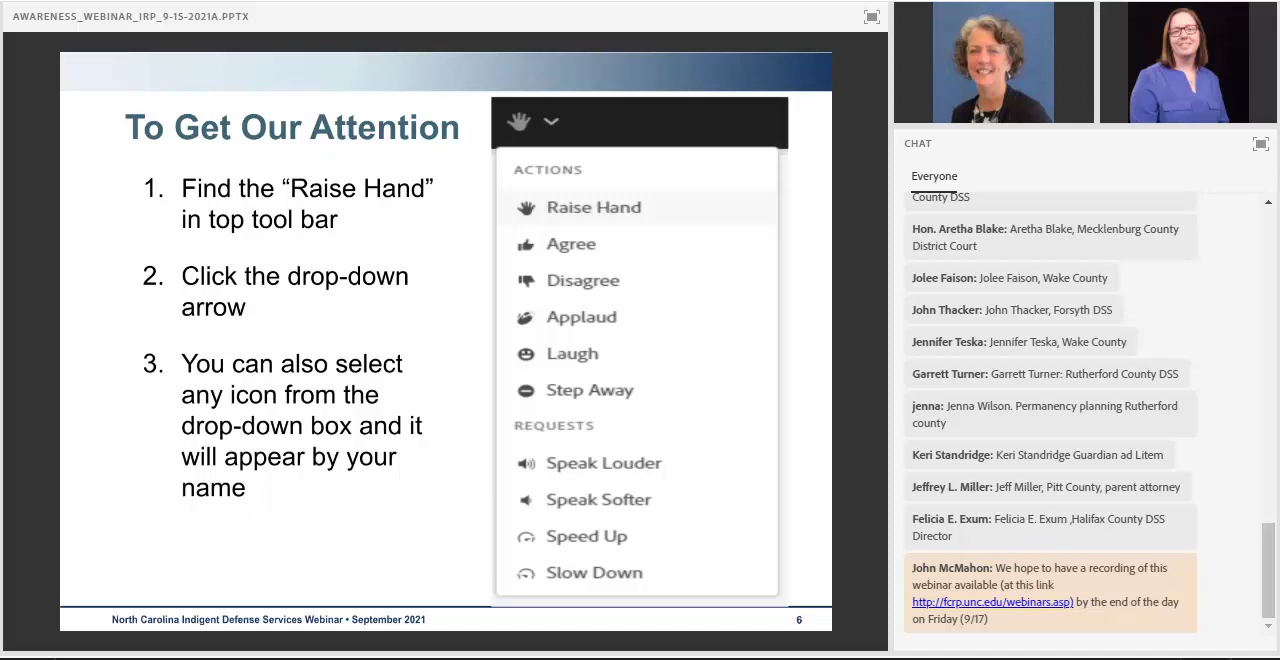 AWARENESS_WEBINAR_IRP_9-15-2021A.PPTX
To Get Our Attention
1. Find the “Raise Hand”
in top tool bar
2. Click the drop-down
arrow
3. You can also select
any icon from the
drop-down box and it
will appear by your
name
ACTIONS
Raise Hand
Agree
Disagree
Applaud
Laugh
Step Away
REQUESTS
Speak Louder
Speak Softer
Speed Up
Slow Down
North Carolina Indigent Defense Services Webinar • September 2021
6
CHAT
Everyone
County DSS
Hon. Aretha Blake: Aretha Blake, Mecklenburg County
District Court
Jolee Faison: Jolee Faison, Wake County
John Thacker: John Thacker, Forsyth DSS
Jennifer Teska: Jennifer Teska, Wake County
Garrett Turner: Garrett Turner: Rutherford County DSS
jenna: Jenna Wilson. Permanency planning Rutherford
county
Keri Standridge: Keri Standridge Guardian ad Litem
Jeffrey L. Miller: Jeff Miller, Pitt County, parent attorney
Felicia E. Exum: Felicia E. Exum ,Halifax County DSS
Director
John McMahon: We hope to have a recording of this
webinar available (at this link
http://fcrp.unc.edu/webinars.asp) by the end of the day
on Friday (9/17)